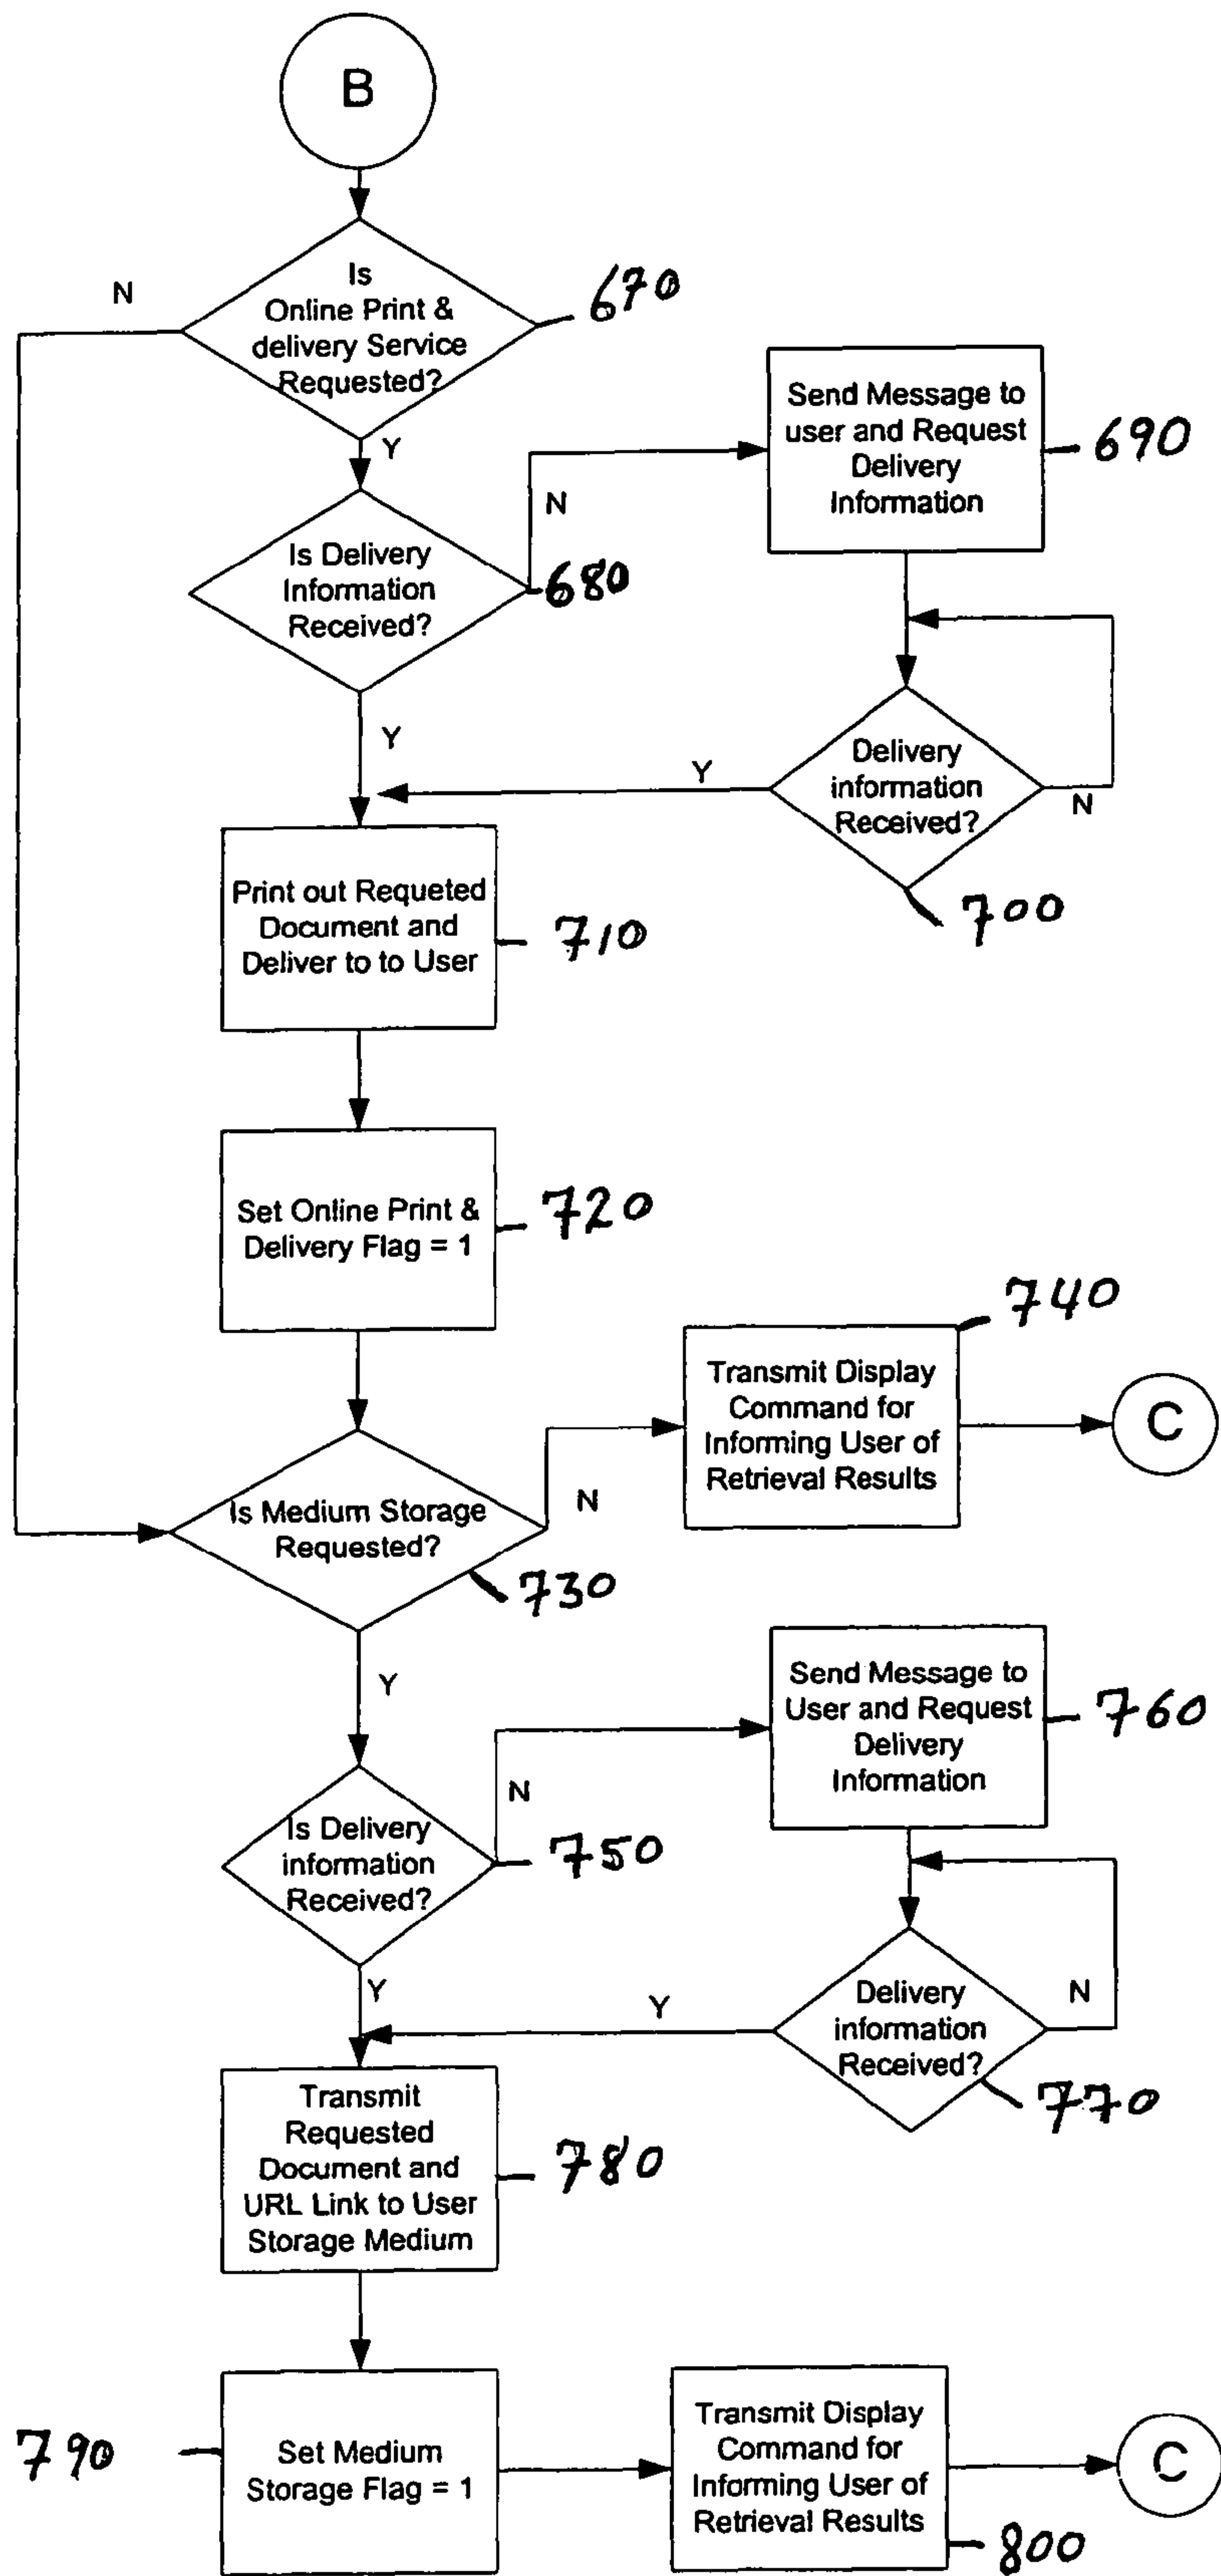 B
Is
Online Print &
delivery Service
Requested?
670
N
Y
Send Message to
user and Request
Delivery
Information
690
Is Delivery
Information
Received?
680
N
Y
Delivery
information
Received?
700
Y
N
Print out Requeted
Document and
Deliver to to User
710
Set Online Print &
Delivery Flag = 1
720
740
Transmit Display
Command for
Informing User of
Retrieval Results
C
Is Medium Storage
Requested?
730
N
Y
Send Message to
User and Request
Delivery
Information
760
Is Delivery
information
Received?
750
N
Y
Delivery
information
Received?
770
Y
N
Transmit
Requested
Document and
URL Link to User
Storage Medium
780
790
Set Medium
Storage Flag = 1
Transmit Display
Command for
Informing User of
Retrieval Results
800
C